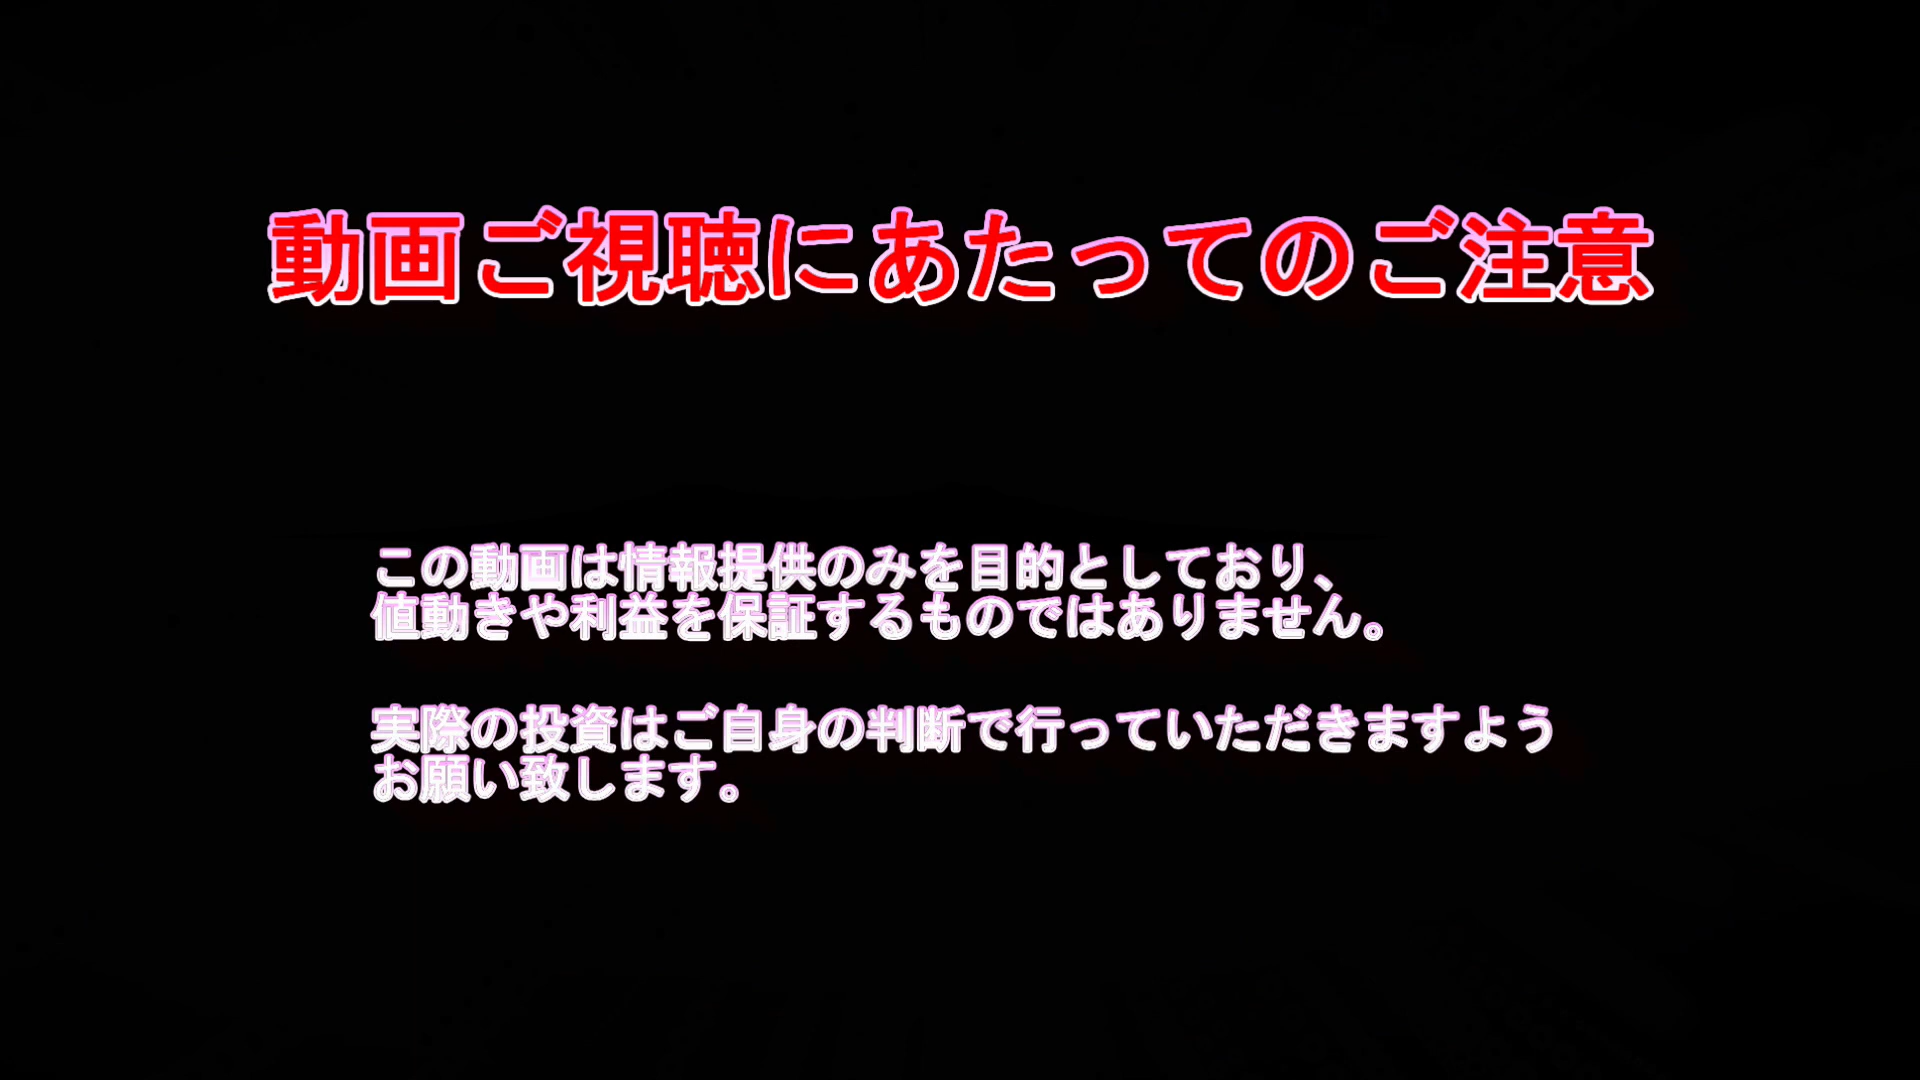 動画ご視聴にあたってのご注意
この動画は情報提供のみを目的としており、
値動きや利益を保証するものではありません。
実際の投資はご自身の判断で行っていただきますよう
お願い致します。